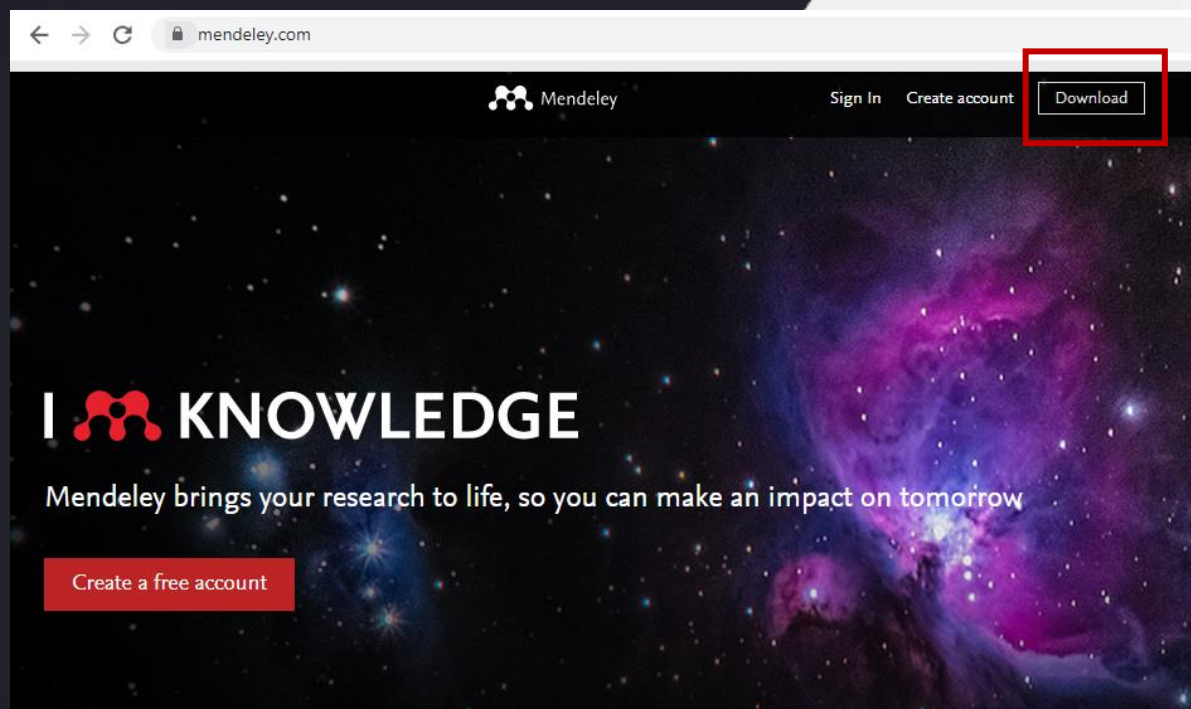 mendeley.com
Mendeley Sign In Create account Download
I KNOWLEDGE
Mendeley brings your research to life, so you can make an impact on tomorrow
Create a free account